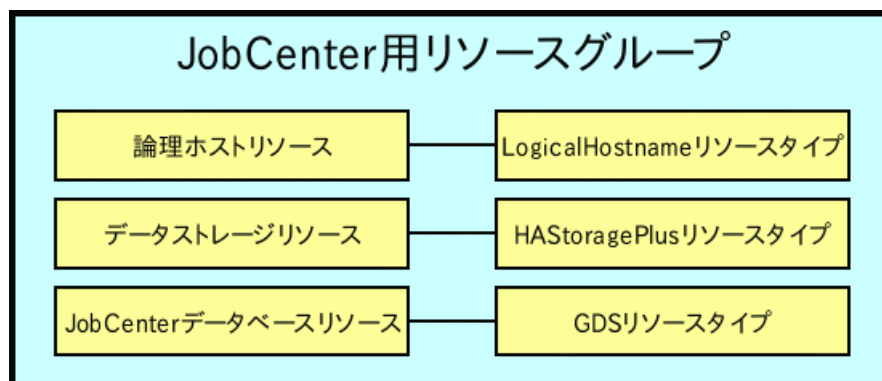 JobCenter用リソースグループ
論理ホストリソース
LogicalHostnameリソースタイプ
データストレージリソース
HAStoragePlusリソースタイプ
JobCenterデータベースリソース
GDSリソースタイプ